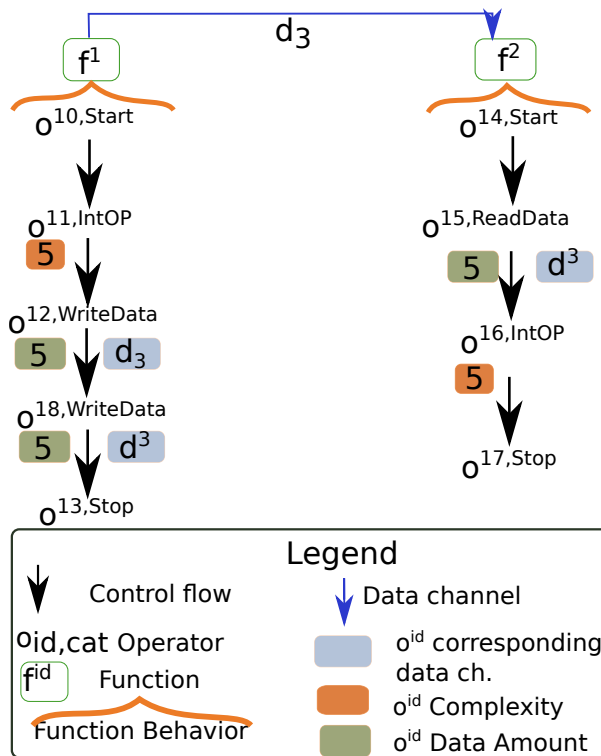 d₃
f¹
f²
o¹⁰,Start
o¹¹,IntOP
5
o¹²,WriteData
5 d₃
o¹⁸,WriteData
5 d³
o¹³,Stop
o¹⁴,Start
o¹⁵,ReadData
5 d³
o¹⁶,IntOP
5
o¹⁷,Stop
Legend
Control flow
oid,cat Operator
fⁱᵈ Function
Function Behavior
Data channel
oⁱᵈ corresponding
data ch.
oⁱᵈ Complexity
oⁱᵈ Data Amount